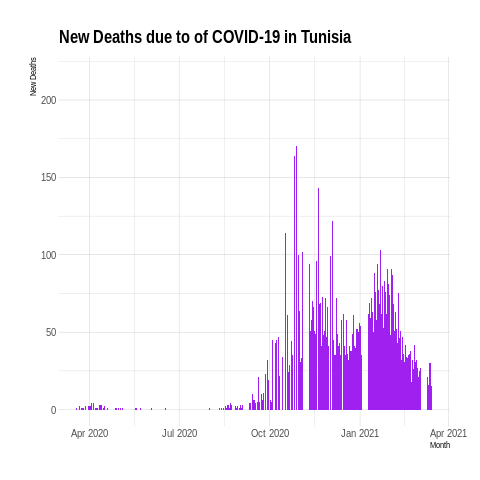 New Deaths due to of COVID-19 in Tunisia
New Deaths
200
150
100
50
0
Apr 2020 Jul 2020 Oct 2020 Jan 2021 Apr 2021
Month